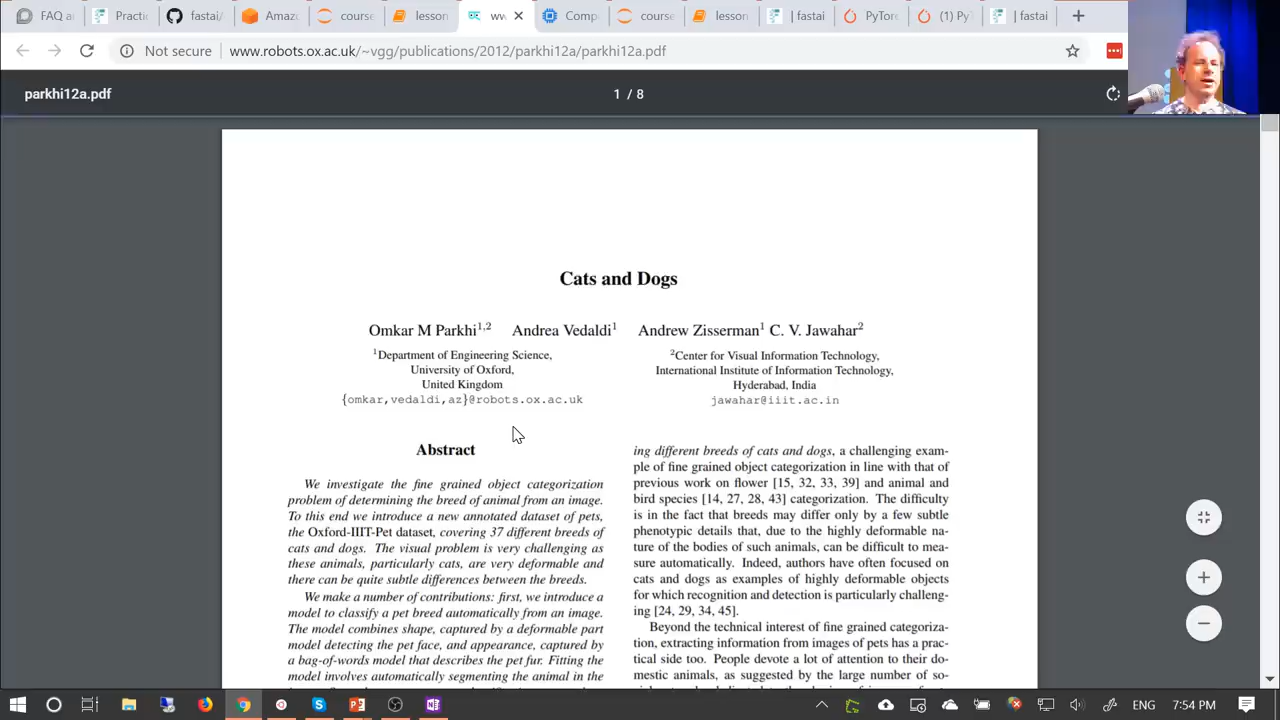 FAQ an
Practic
fastai/
Amazo
course
lesson
ww
Comp
course
lesson
| fastai
PyTorc
(1) PyT
| fastai
Not secure
www.robots.ox.ac.uk/~vgg/publications/2012/parkhi12a/parkhi12a.pdf
parkhi12a.pdf
1 / 8
Cats and Dogs
Omkar M Parkhi1,2 Andrea Vedaldi1 Andrew Zisserman1 C. V. Jawahar2
1Department of Engineering Science,
University of Oxford,
United Kingdom
{omkar,vedaldi,az}@robots.ox.ac.uk
2Center for Visual Information Technology,
International Institute of Information Technology,
Hyderabad, India
jawahar@iiit.ac.in
Abstract
We investigate the fine grained object categorization
problem of determining the breed of animal from an image.
To this end we introduce a new annotated dataset of pets,
the Oxford-IIIT-Pet dataset, covering 37 different breeds of
cats and dogs. The visual problem is very challenging as
these animals, particularly cats, are very deformable and
there can be quite subtle differences between the breeds.
We make a number of contributions: first, we introduce a
model to classify a pet breed automatically from an image.
The model combines shape, captured by a deformable part
model detecting the pet face, and appearance, captured by
a bag-of-words model that describes the pet fur. Fitting the
model involves automatically segmenting the animal in the
ing different breeds of cats and dogs, a challenging exam-
ple of fine grained object categorization in line with that of
previous work on flower [15, 32, 33, 39] and animal and
bird species [14, 27, 28, 43] categorization. The difficulty
is in the fact that breeds may differ only by a few subtle
phenotypic details that, due to the highly deformable na-
ture of the bodies of such animals, can be difficult to mea-
sure automatically. Indeed, authors have often focused on
cats and dogs as examples of highly deformable objects
for which recognition and detection is particularly challeng-
ing [24, 29, 34, 45].
Beyond the technical interest of fine grained categoriza-
tion, extracting information from images of pets has a prac-
tical side too. People devote a lot of attention to their do-
mestic animals, as suggested by the large number of so-
ENG
7:54 PM